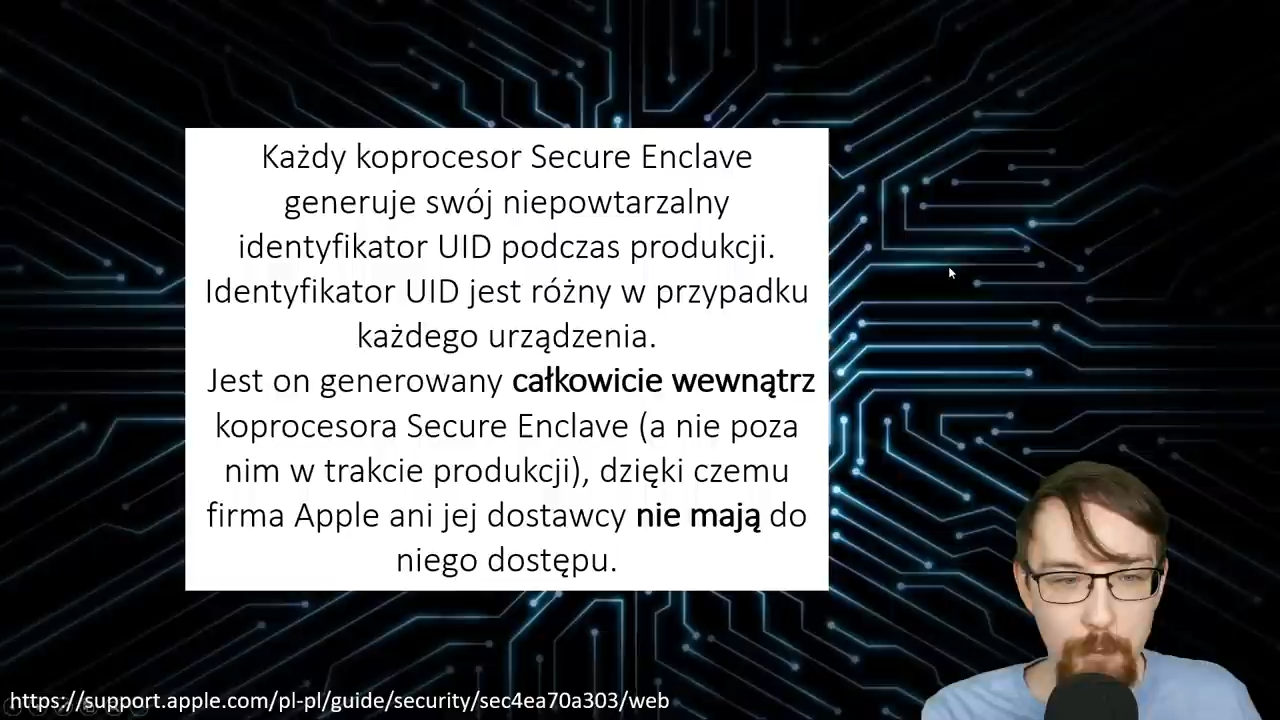 Każdy koprocesor Secure Enclave
generuje swój niepowtarzalny
identyfikator UID podczas produkcji.
Identyfikator UID jest różny w przypadku
każdego urządzenia.
Jest on generowany całkowicie wewnątrz
koprocesora Secure Enclave (a nie poza
nim w trakcie produkcji), dzięki czemu
firma Apple ani jej dostawcy nie mają do
niego dostępu.
https://support.apple.com/pl-pl/guide/security/sec4ea70a303/web